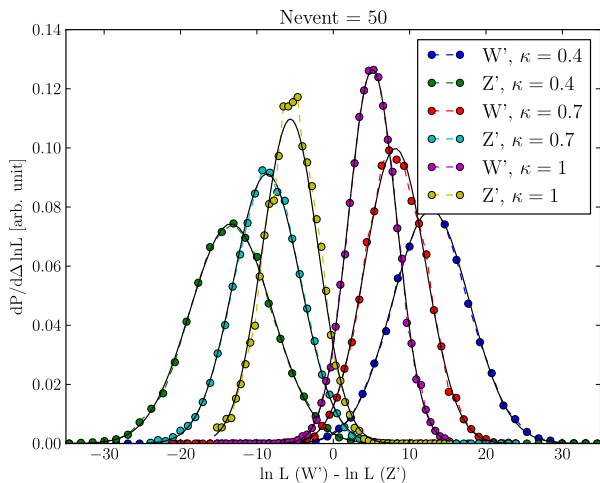 Nevent = 50
dP/dΔ lnL [arb. unit]
0.14
0.12
0.10
0.08
0.06
0.04
0.02
0.00
W', κ = 0.4
Z', κ = 0.4
W', κ = 0.7
Z', κ = 0.7
W', κ = 1
Z', κ = 1
−30 −20 −10 0 10 20 30
ln L (W') - ln L (Z')